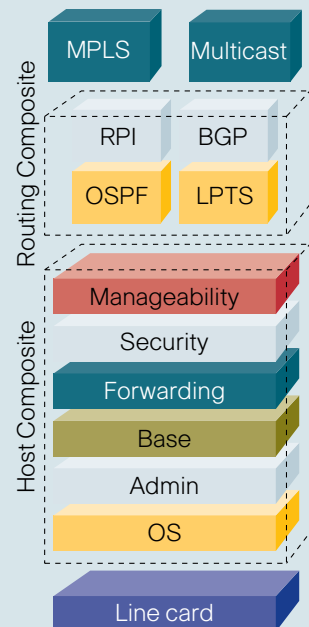 MPLS
Multicast
Routing Composite
RPI
BGP
OSPF
LPTS
Host Composite
Manageability
Security
Forwarding
Base
Admin
OS
Line card